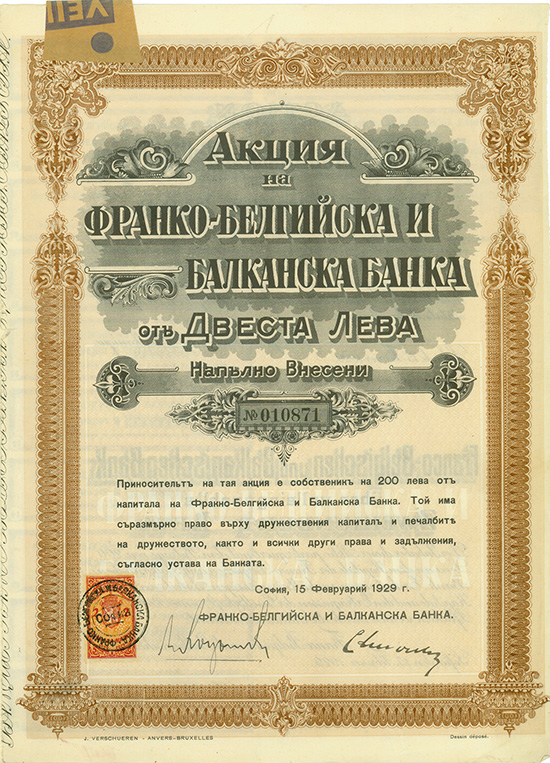 Акция
на
Франко-Белгийска и
Балканска Банка
отъ Двеста Лева
Напълно Внесени
№ 010871
Приносительтъ на тая акция е собственикъ на 200 лева отъ
капитала на Франко-Белгийска и Балканска Банка. Той има
съразмѣрно право върху дружествения капиталъ и печалбитѣ
на дружеството, както и всички други права и задължения,
съгласно устава на Банката.
София, 15 Февруарий 1929 г.
ФРАНКО-БЕЛГИЙСКА И БАЛКАНСКА БАНКА.
J. VERSCHUEREN - ANVERS-BRUXELLES
Dessin déposé.